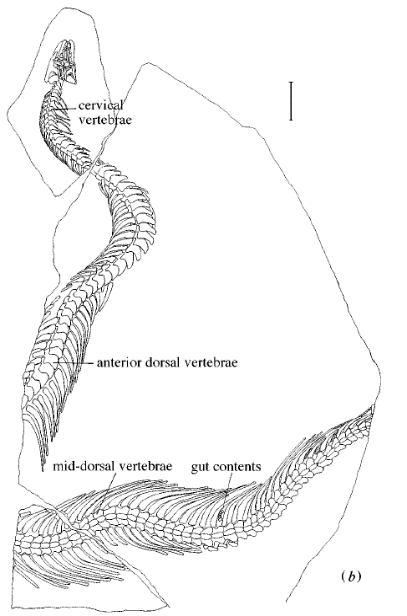 cervical
vertebrae
anterior dorsal vertebrae
mid-dorsal vertebrae gut contents
(b)